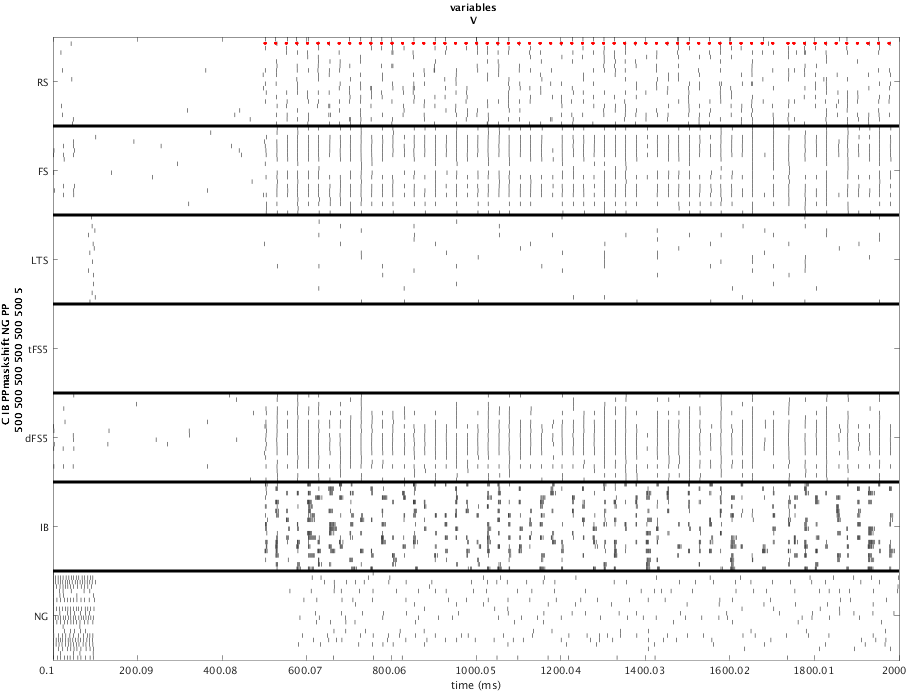 variables
V
RS
FS
LTS
tFS5
dFS5
IB
NG
C IB PPmaskshift NG PP
500 500 500 500 500 500 5
0.1
200.09
400.08
600.07
800.06
1000.05
1200.04
1400.03
1600.02
1800.01
2000
time (ms)